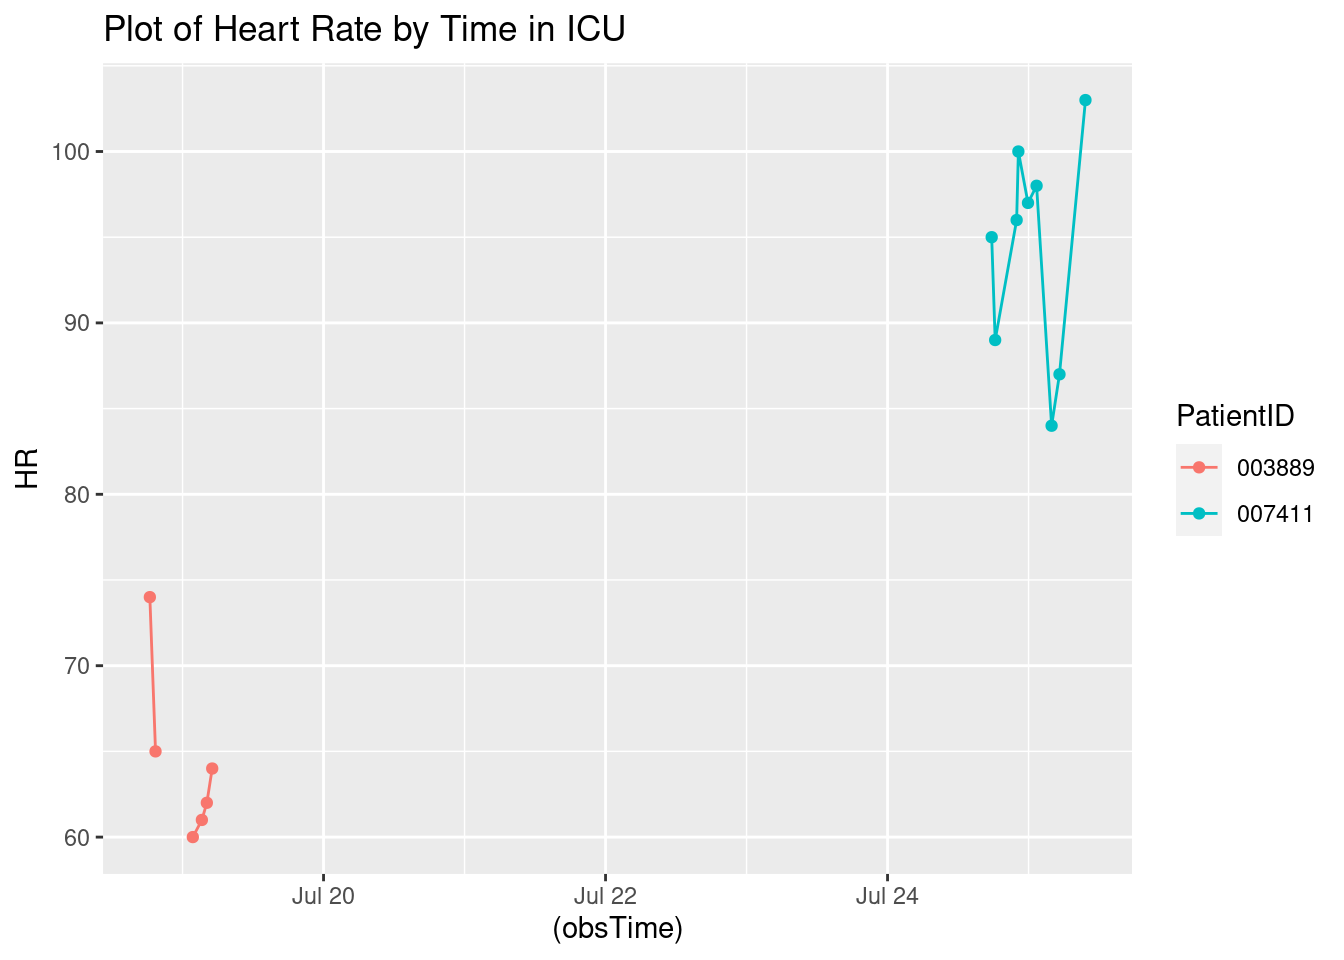 Plot of Heart Rate by Time in ICU
100
90
80
70
60
HR
Jul 20
Jul 22
Jul 24
(obsTime)
PatientID
003889
007411